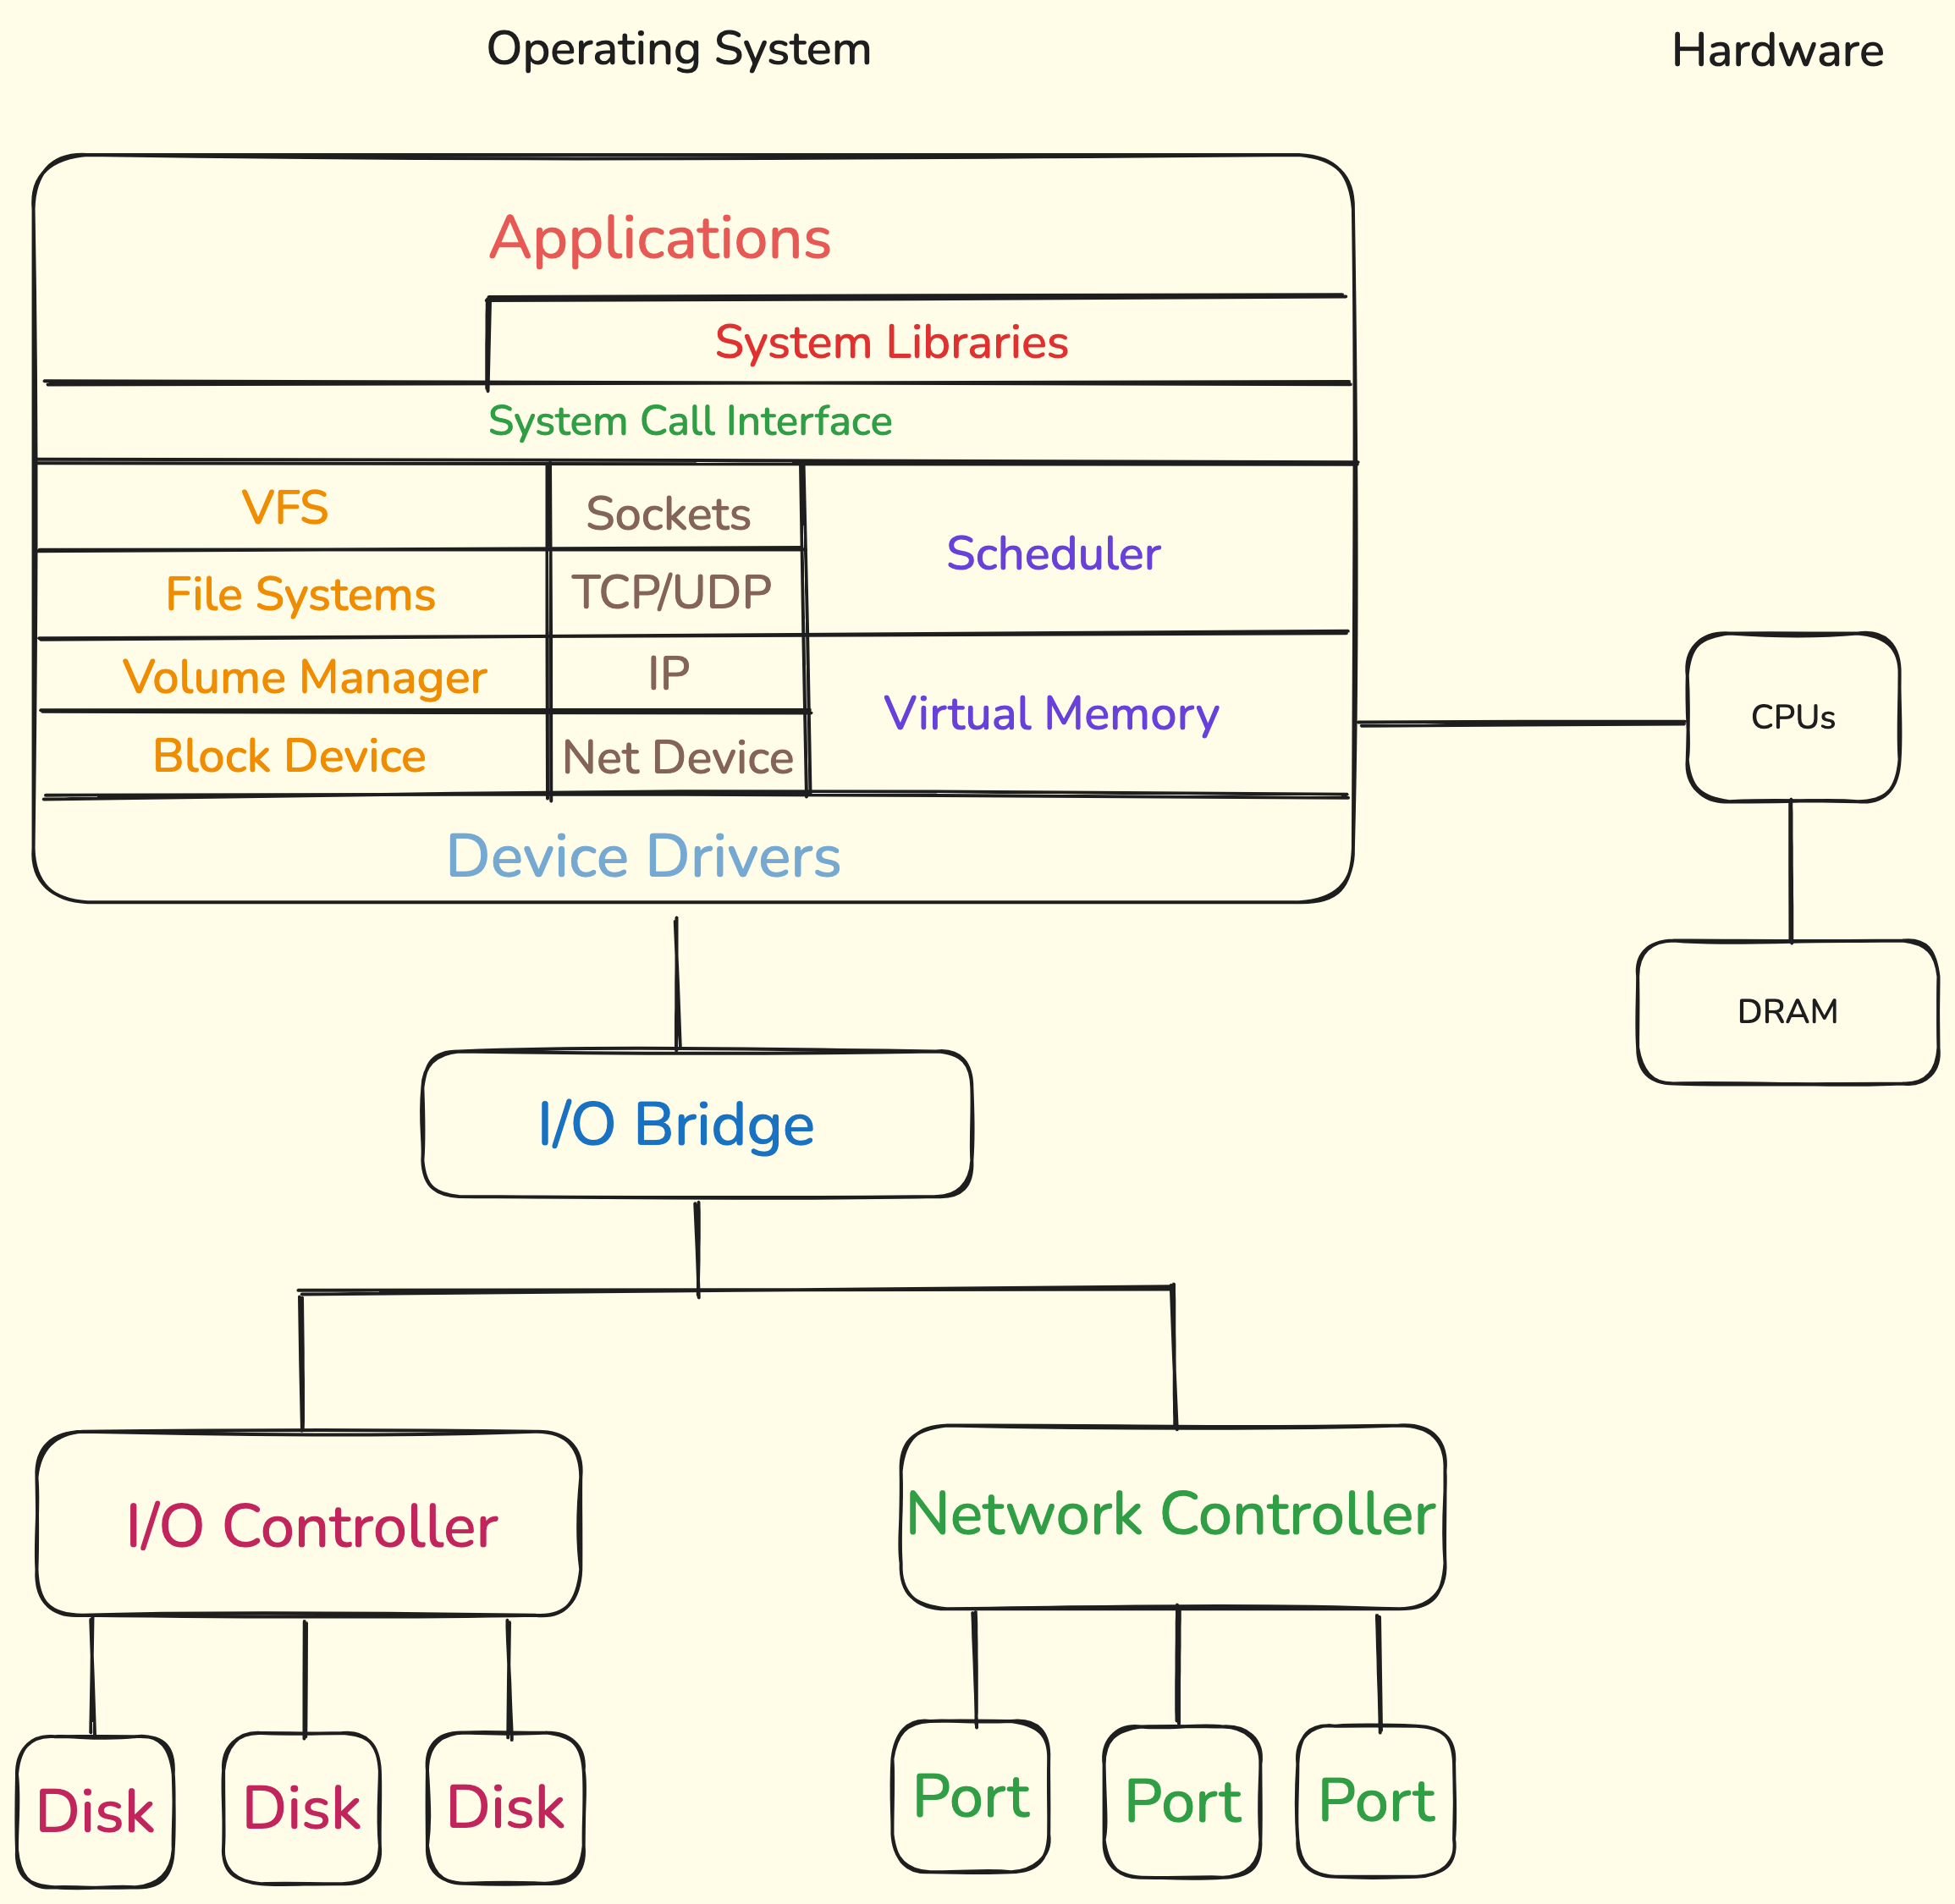 Operating System
Hardware
Applications
System Libraries
System Call Interface
VFS
Sockets
Scheduler
File Systems
TCP/UDP
Volume Manager
IP
Virtual Memory
CPUs
Block Device
Net Device
Device Drivers
DRAM
I/O Bridge
I/O Controller
Network Controller
Disk
Disk
Disk
Port
Port
Port